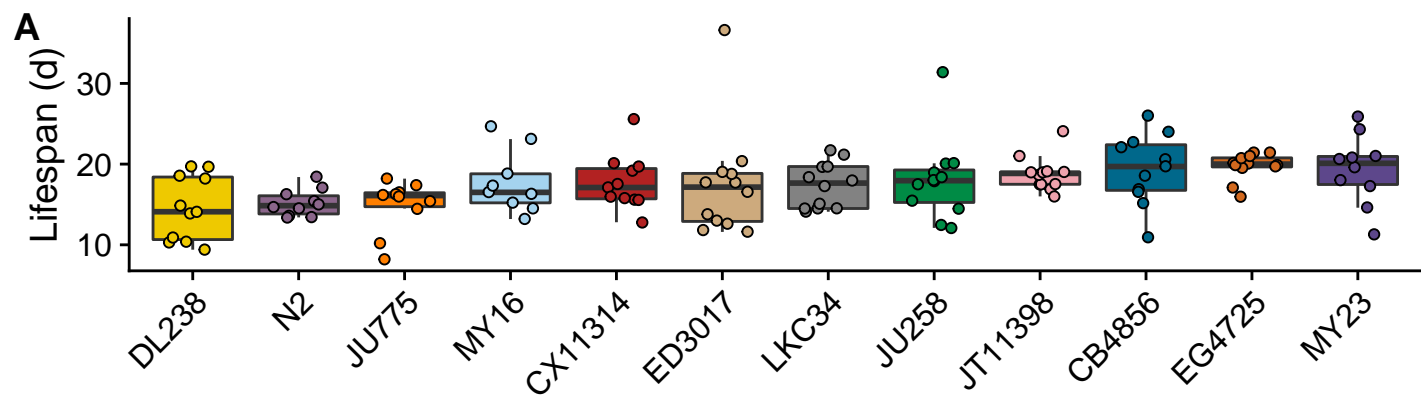 A
Lifespan (d)
30
20
10
DL238
N2
JU775
MY16
CX11314
ED3017
LKC34
JU258
JT11398
CB4856
EG4725
MY23